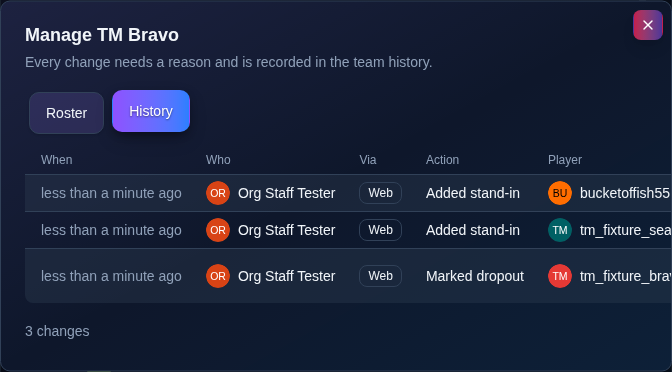 Manage TM Bravo
Every change needs a reason and is recorded in the team history.
Roster History
When Who Via Action Player
less than a minute ago OR Org Staff Tester Web Added stand-in BU bucketoffish55
less than a minute ago OR Org Staff Tester Web Added stand-in TM tm_fixture_sea
less than a minute ago OR Org Staff Tester Web Marked dropout TM tm_fixture_bra
3 changes